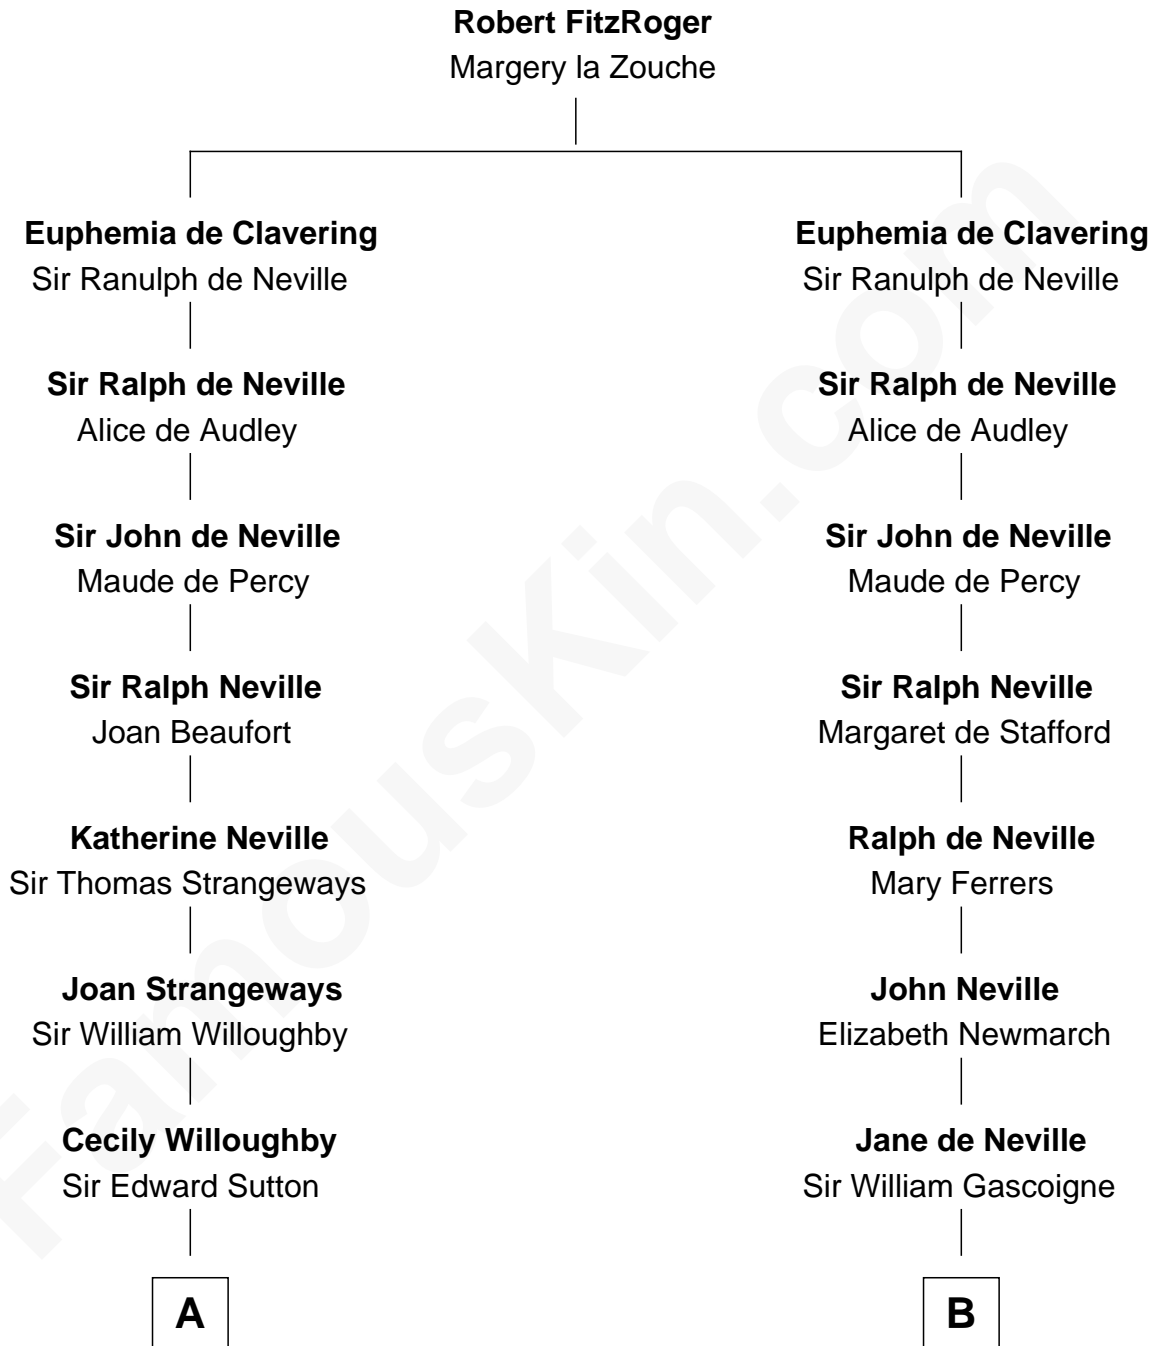 Robert FitzRoger
Margery la Zouche
Euphemia de Clavering
Sir Ranulph de Neville
Euphemia de Clavering
Sir Ranulph de Neville
Sir Ralph de Neville
Alice de Audley
Sir Ralph de Neville
Alice de Audley
Sir John de Neville
Maude de Percy
Sir John de Neville
Maude de Percy
Sir Ralph Neville
Joan Beaufort
Sir Ralph Neville
Margaret de Stafford
Katherine Neville
Sir Thomas Strangeways
Ralph de Neville
Mary Ferrers
Joan Strangeways
Sir William Willoughby
John Neville
Elizabeth Newmarch
Cecily Willoughby
Sir Edward Sutton
Jane de Neville
Sir William Gascoigne
A
B
FamousKin.com